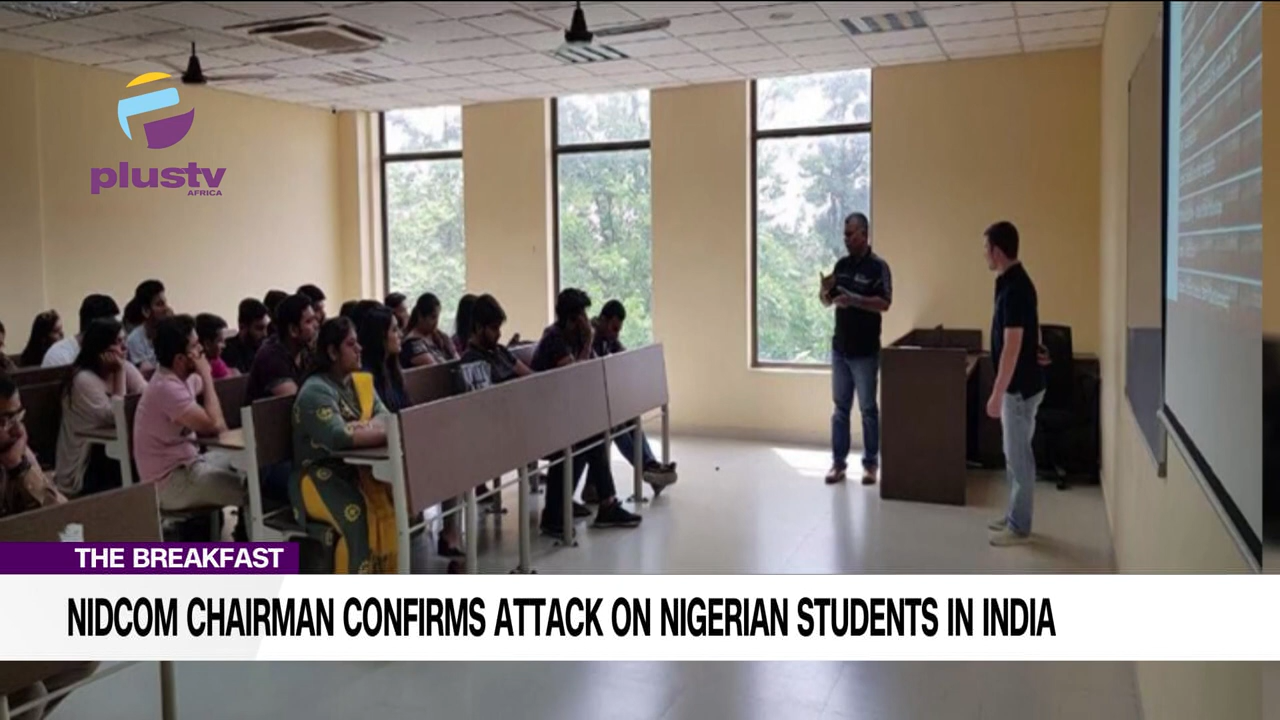 plustv
AFRICA
THE BREAKFAST
NIDCOM CHAIRMAN CONFIRMS ATTACK ON NIGERIAN STUDENTS IN INDIA